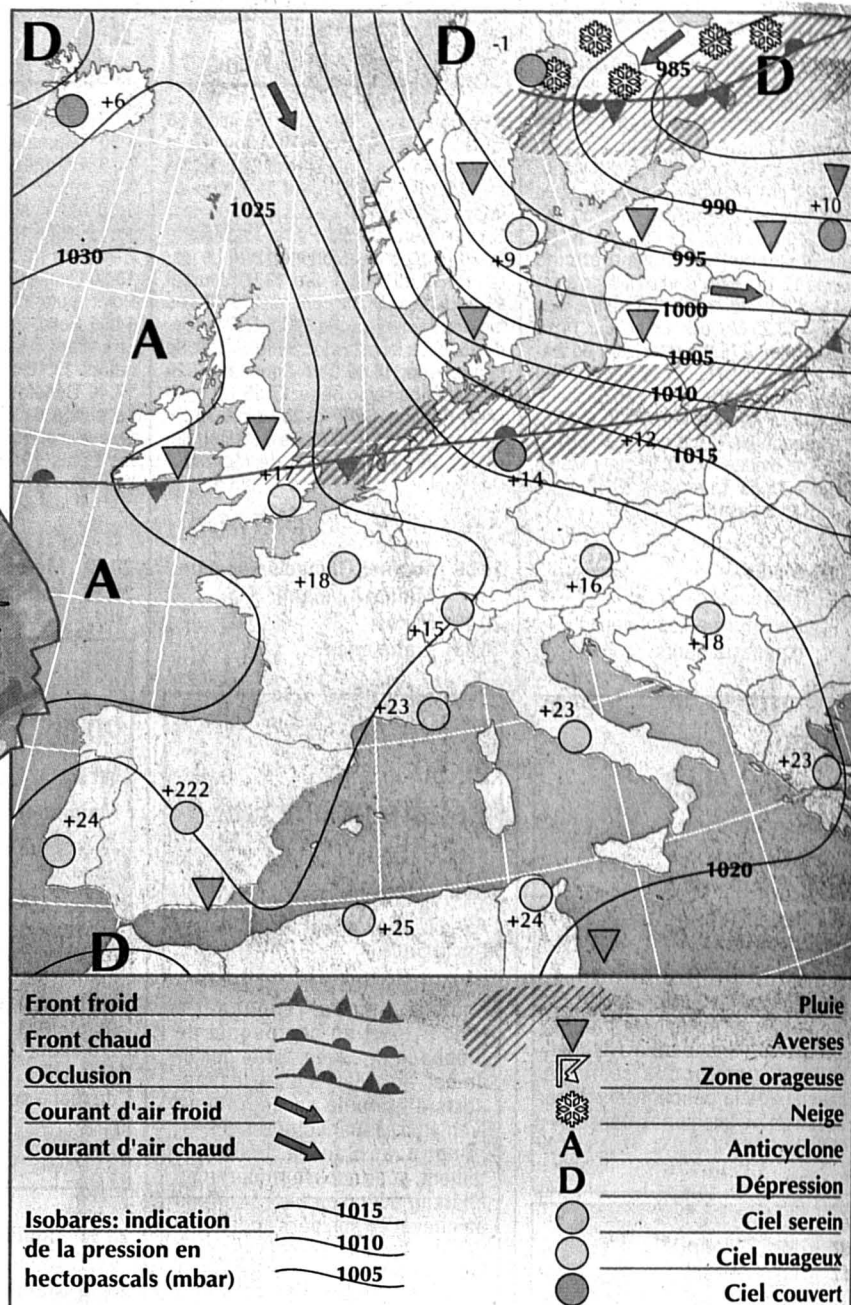 D
D
-1
985
D
+6
1025
990
+10
1030
+9
995
1000
A
1005
1010
+12
1015
+17
+14
A
+18
+16
+15
+18
+23
+23
+23
+222
+24
1020
+24
+25
D
Front froid
Front chaud
Occlusion
Courant d'air froid
Courant d'air chaud
Isobares: indication
de la pression en
hectopascals (mbar)
1015
1010
1005
Pluie
Averses
Zone orageuse
Neige
A Anticyclone
D Dépression
Ciel serein
Ciel nuageux
Ciel couvert